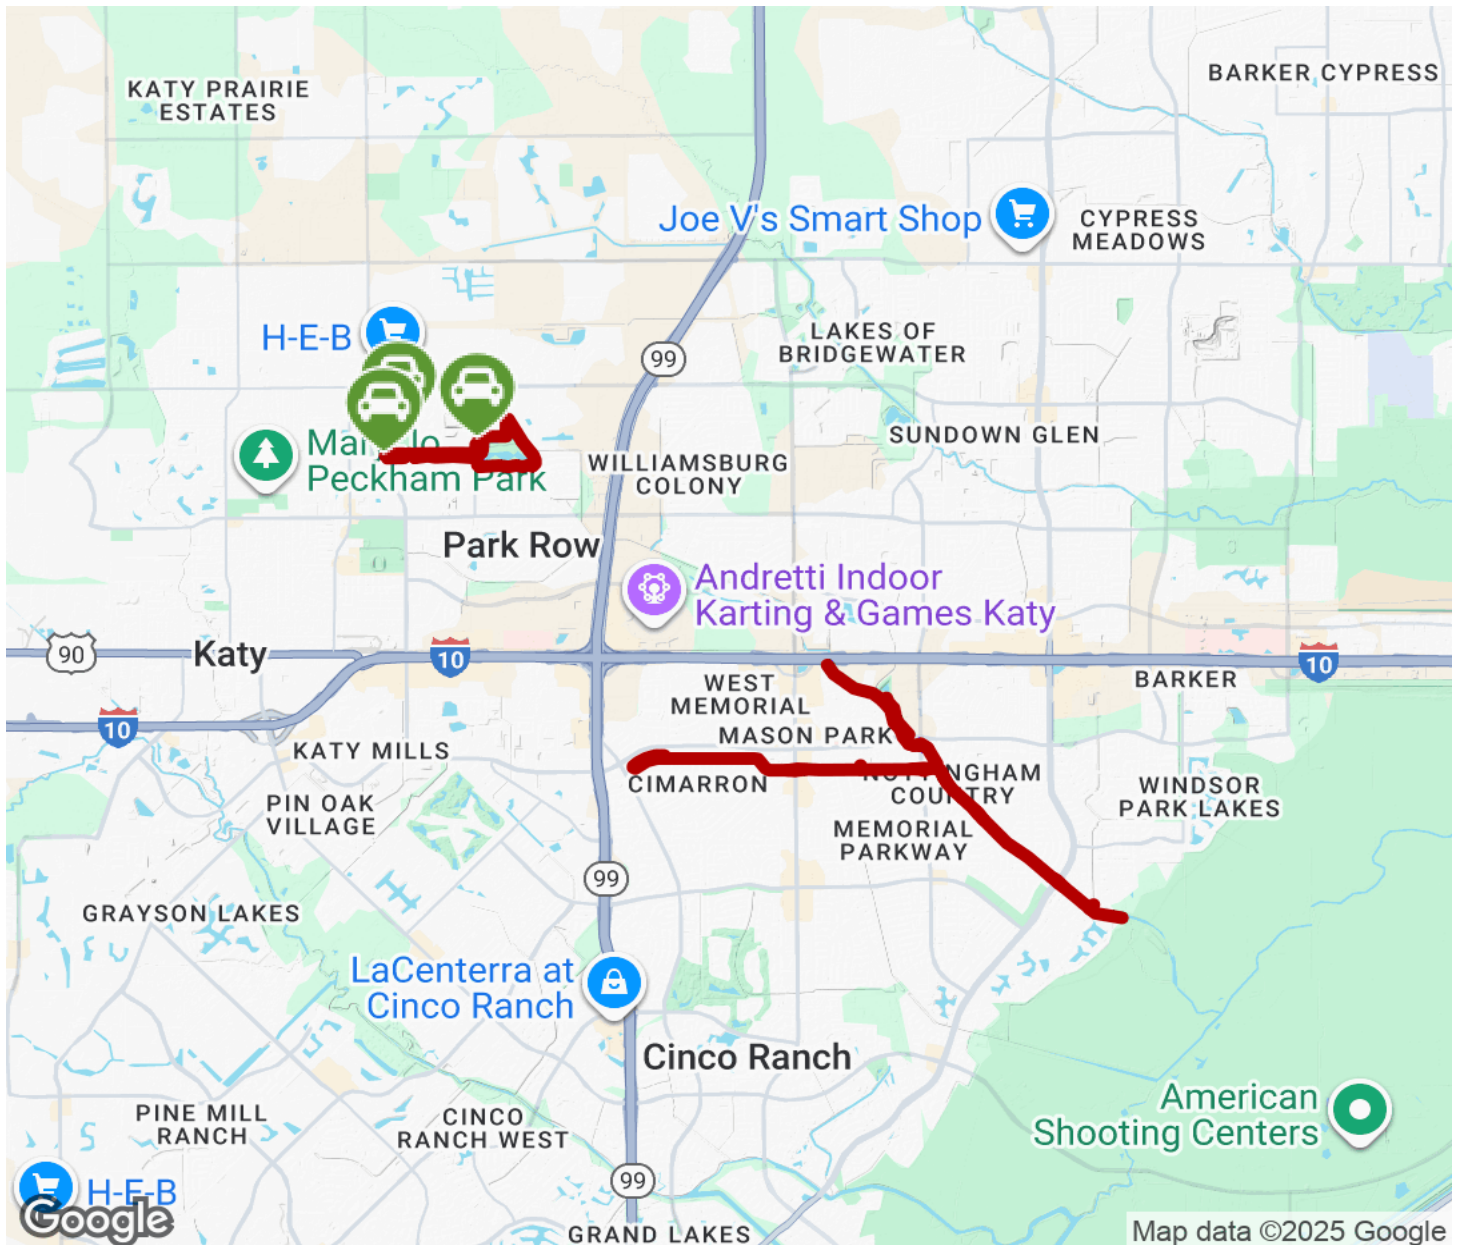 KATY PRAIRIE
ESTATES
BARKER CYPRESS
Joe V's Smart Shop
CYPRESS
MEADOWS
H-E-B
LAKES OF
BRIDGEWATER
99
SUNDOWN GLEN
Peckham Park
WILLIAMSBURG
COLONY
Park Row
Andretti Indoor
Karting & Games Katy
90
Katy
10
10
BARKER
WEST
MEMORIAL
10
MASON PARK
KATY MILLS
CIMARRON
COUNTRY
WINDSOR
PARK LAKES
PIN OAK
VILLAGE
MEMORIAL
PARKWAY
99
GRAYSON LAKES
LaCenterra at
Cinco Ranch
Cinco Ranch
PINE MILL
RANCH
CINCO
RANCH WEST
American
Shooting Centers
99
H-E-B
Google
GRAND LAKES
Map data ©2025 Google